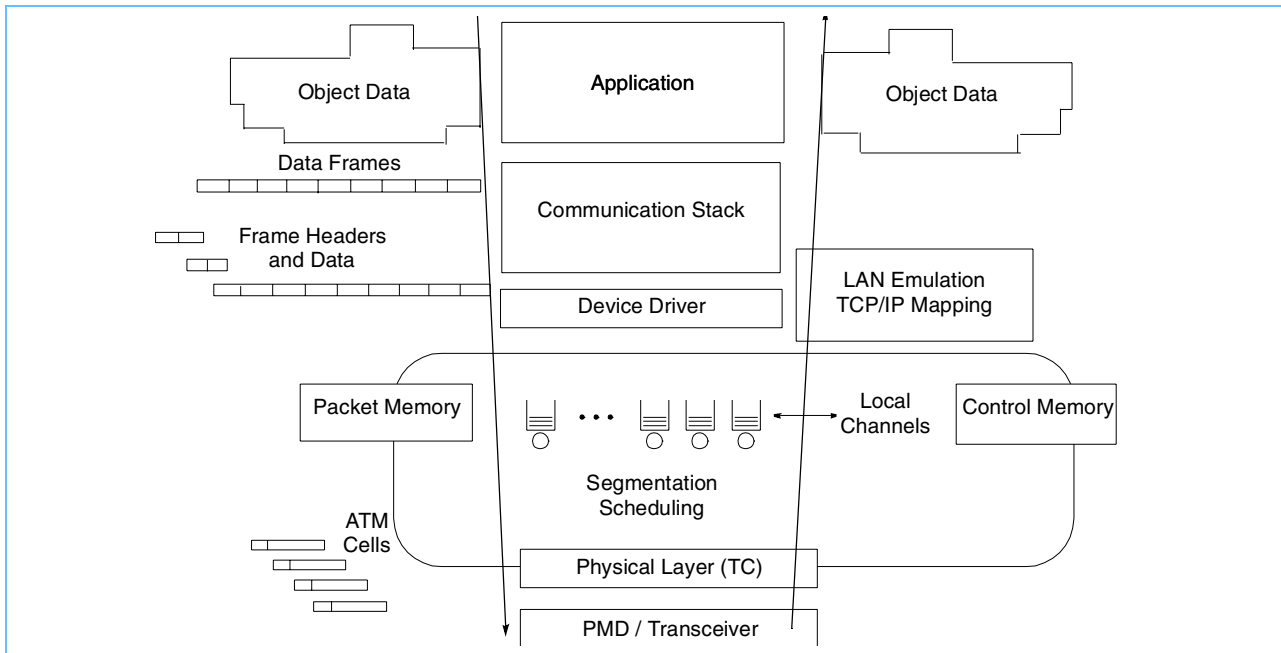 Object Data
Application
Object Data
Data Frames
Communication Stack
Frame Headers
and Data
LAN Emulation
TCP/IP Mapping
Device Driver
Packet Memory
Local
Channels
Control Memory
Segmentation
Scheduling
ATM
Cells
Physical Layer (TC)
PMD / Transceiver